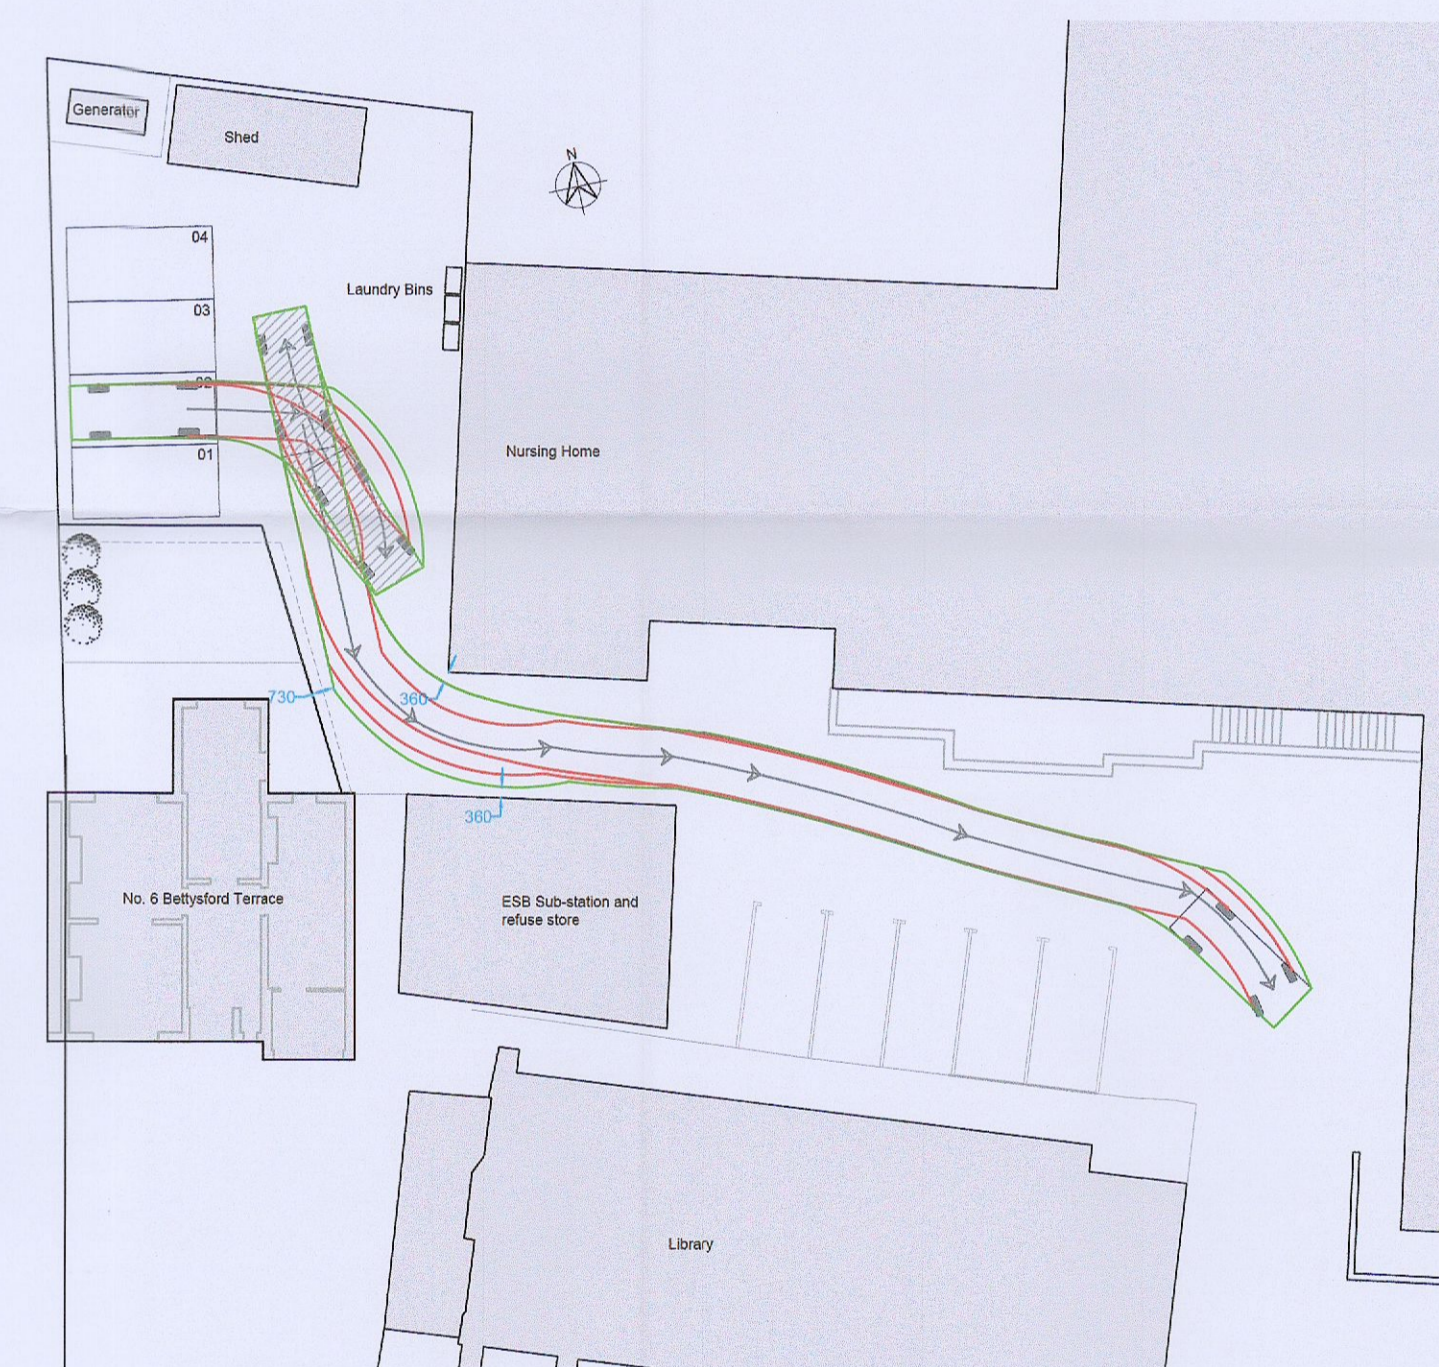 Generator
Shed
N
04
Laundry Bins
03
02
Nursing Home
01
730
360
360
No. 6 Bettysford Terrace
ESB Sub-station and
refuse store
Library